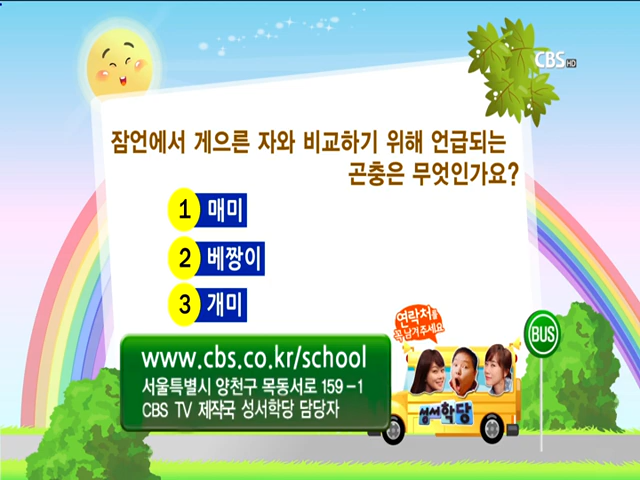 CBS HD
잠언에서 게으른 자와 비교하기 위해 언급되는
곤충은 무엇인가요?
1 매미
2 베짱이
3 개미
연락처를
꼭 남겨 주세요
BUS
www.cbs.co.kr/school
서울특별시 양천구 목동서로 159-1
CBS TV 제작국 성서학당 담당자
성서학당